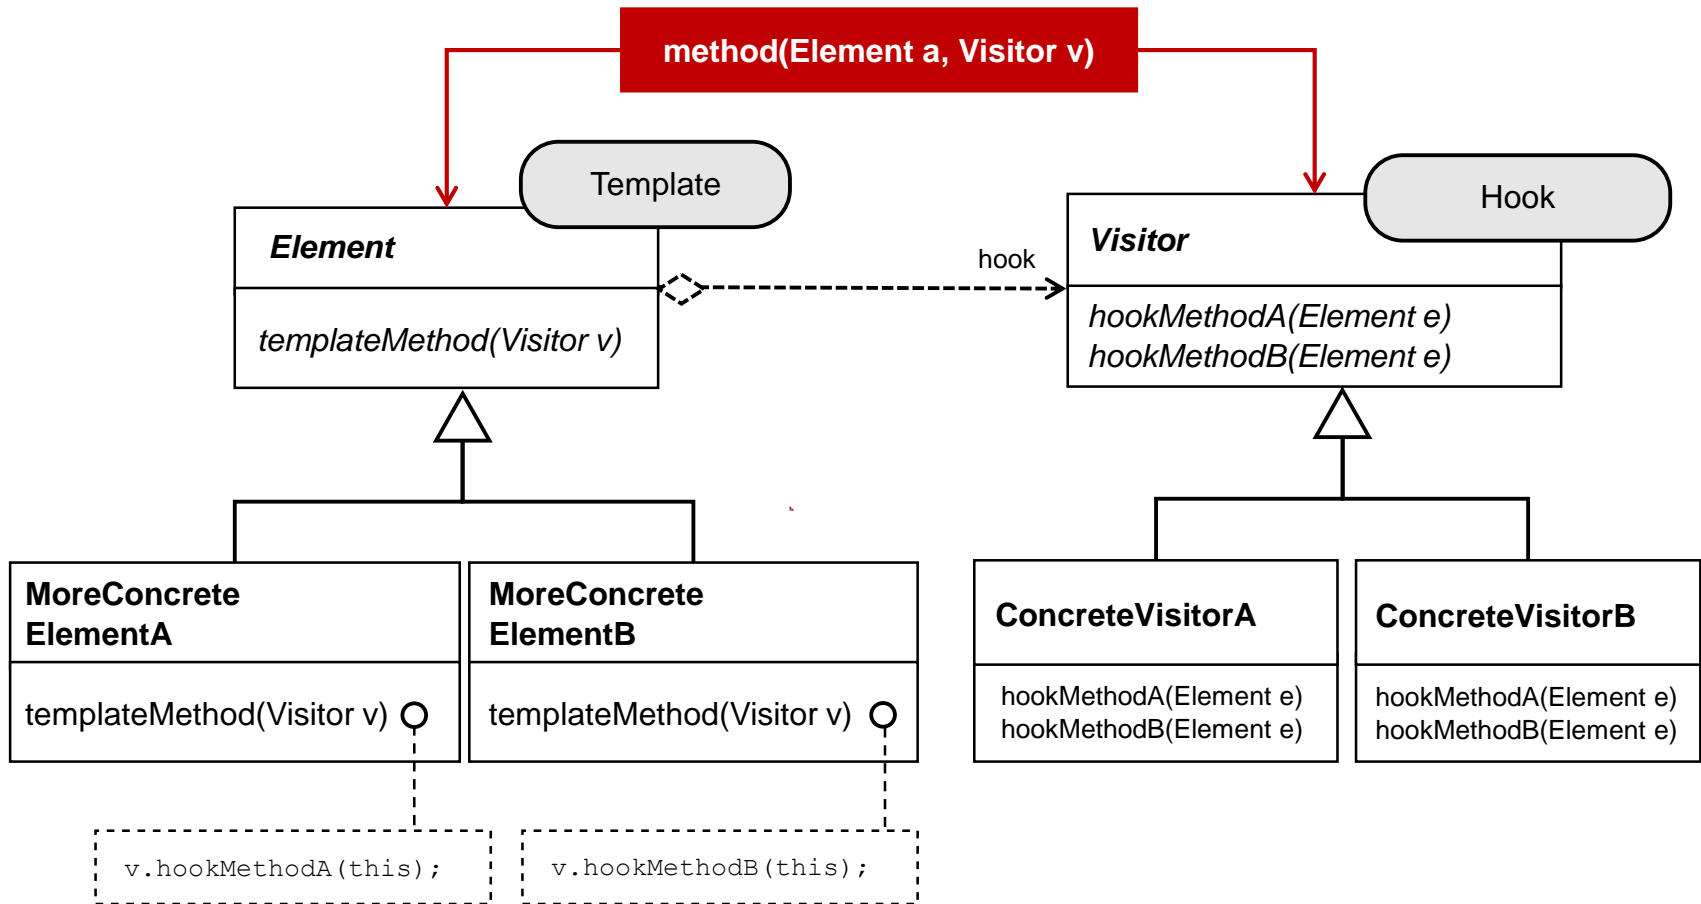 method(Element a, Visitor v)
Template
Hook
Element
hook
Visitor
templateMethod(Visitor v)
hookMethodA(Element e)
hookMethodB(Element e)
MoreConcrete
ElementA
MoreConcrete
ElementB
ConcreteVisitorA
ConcreteVisitorB
templateMethod(Visitor v)
templateMethod(Visitor v)
hookMethodA(Element e)
hookMethodB(Element e)
hookMethodA(Element e)
hookMethodB(Element e)
v.hookMethodA(this);
v.hookMethodB(this);